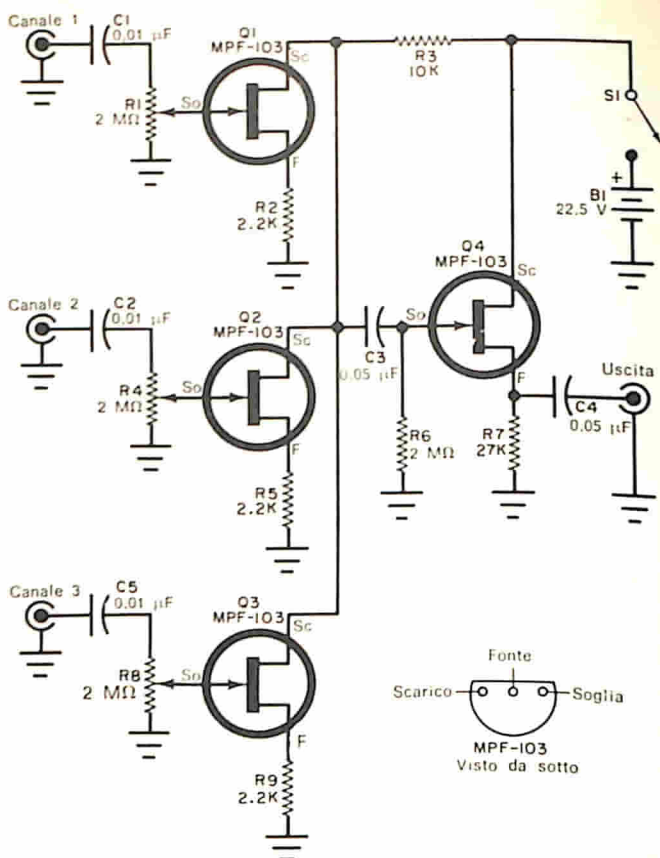 Canale 1
C1
0,01 µF
Q1
MPF-103
Sc
So
F
R1
2 MΩ
R2
2.2K
R3
10K
S1
+
B1
22,5 V
Canale 2
C2
0,01 µF
Q2
MPF-103
Sc
So
F
R4
2 MΩ
R5
2.2K
C3
0,05 µF
Q4
MPF-103
Sc
So
F
R6
2 MΩ
R7
27K
C4
0,05 µF
Uscita
Canale 3
C5
0,01 µF
Q3
MPF-103
Sc
So
F
R8
2 MΩ
R9
2.2K
Fonte
Scarico
Soglia
MPF-103
Visto da sotto